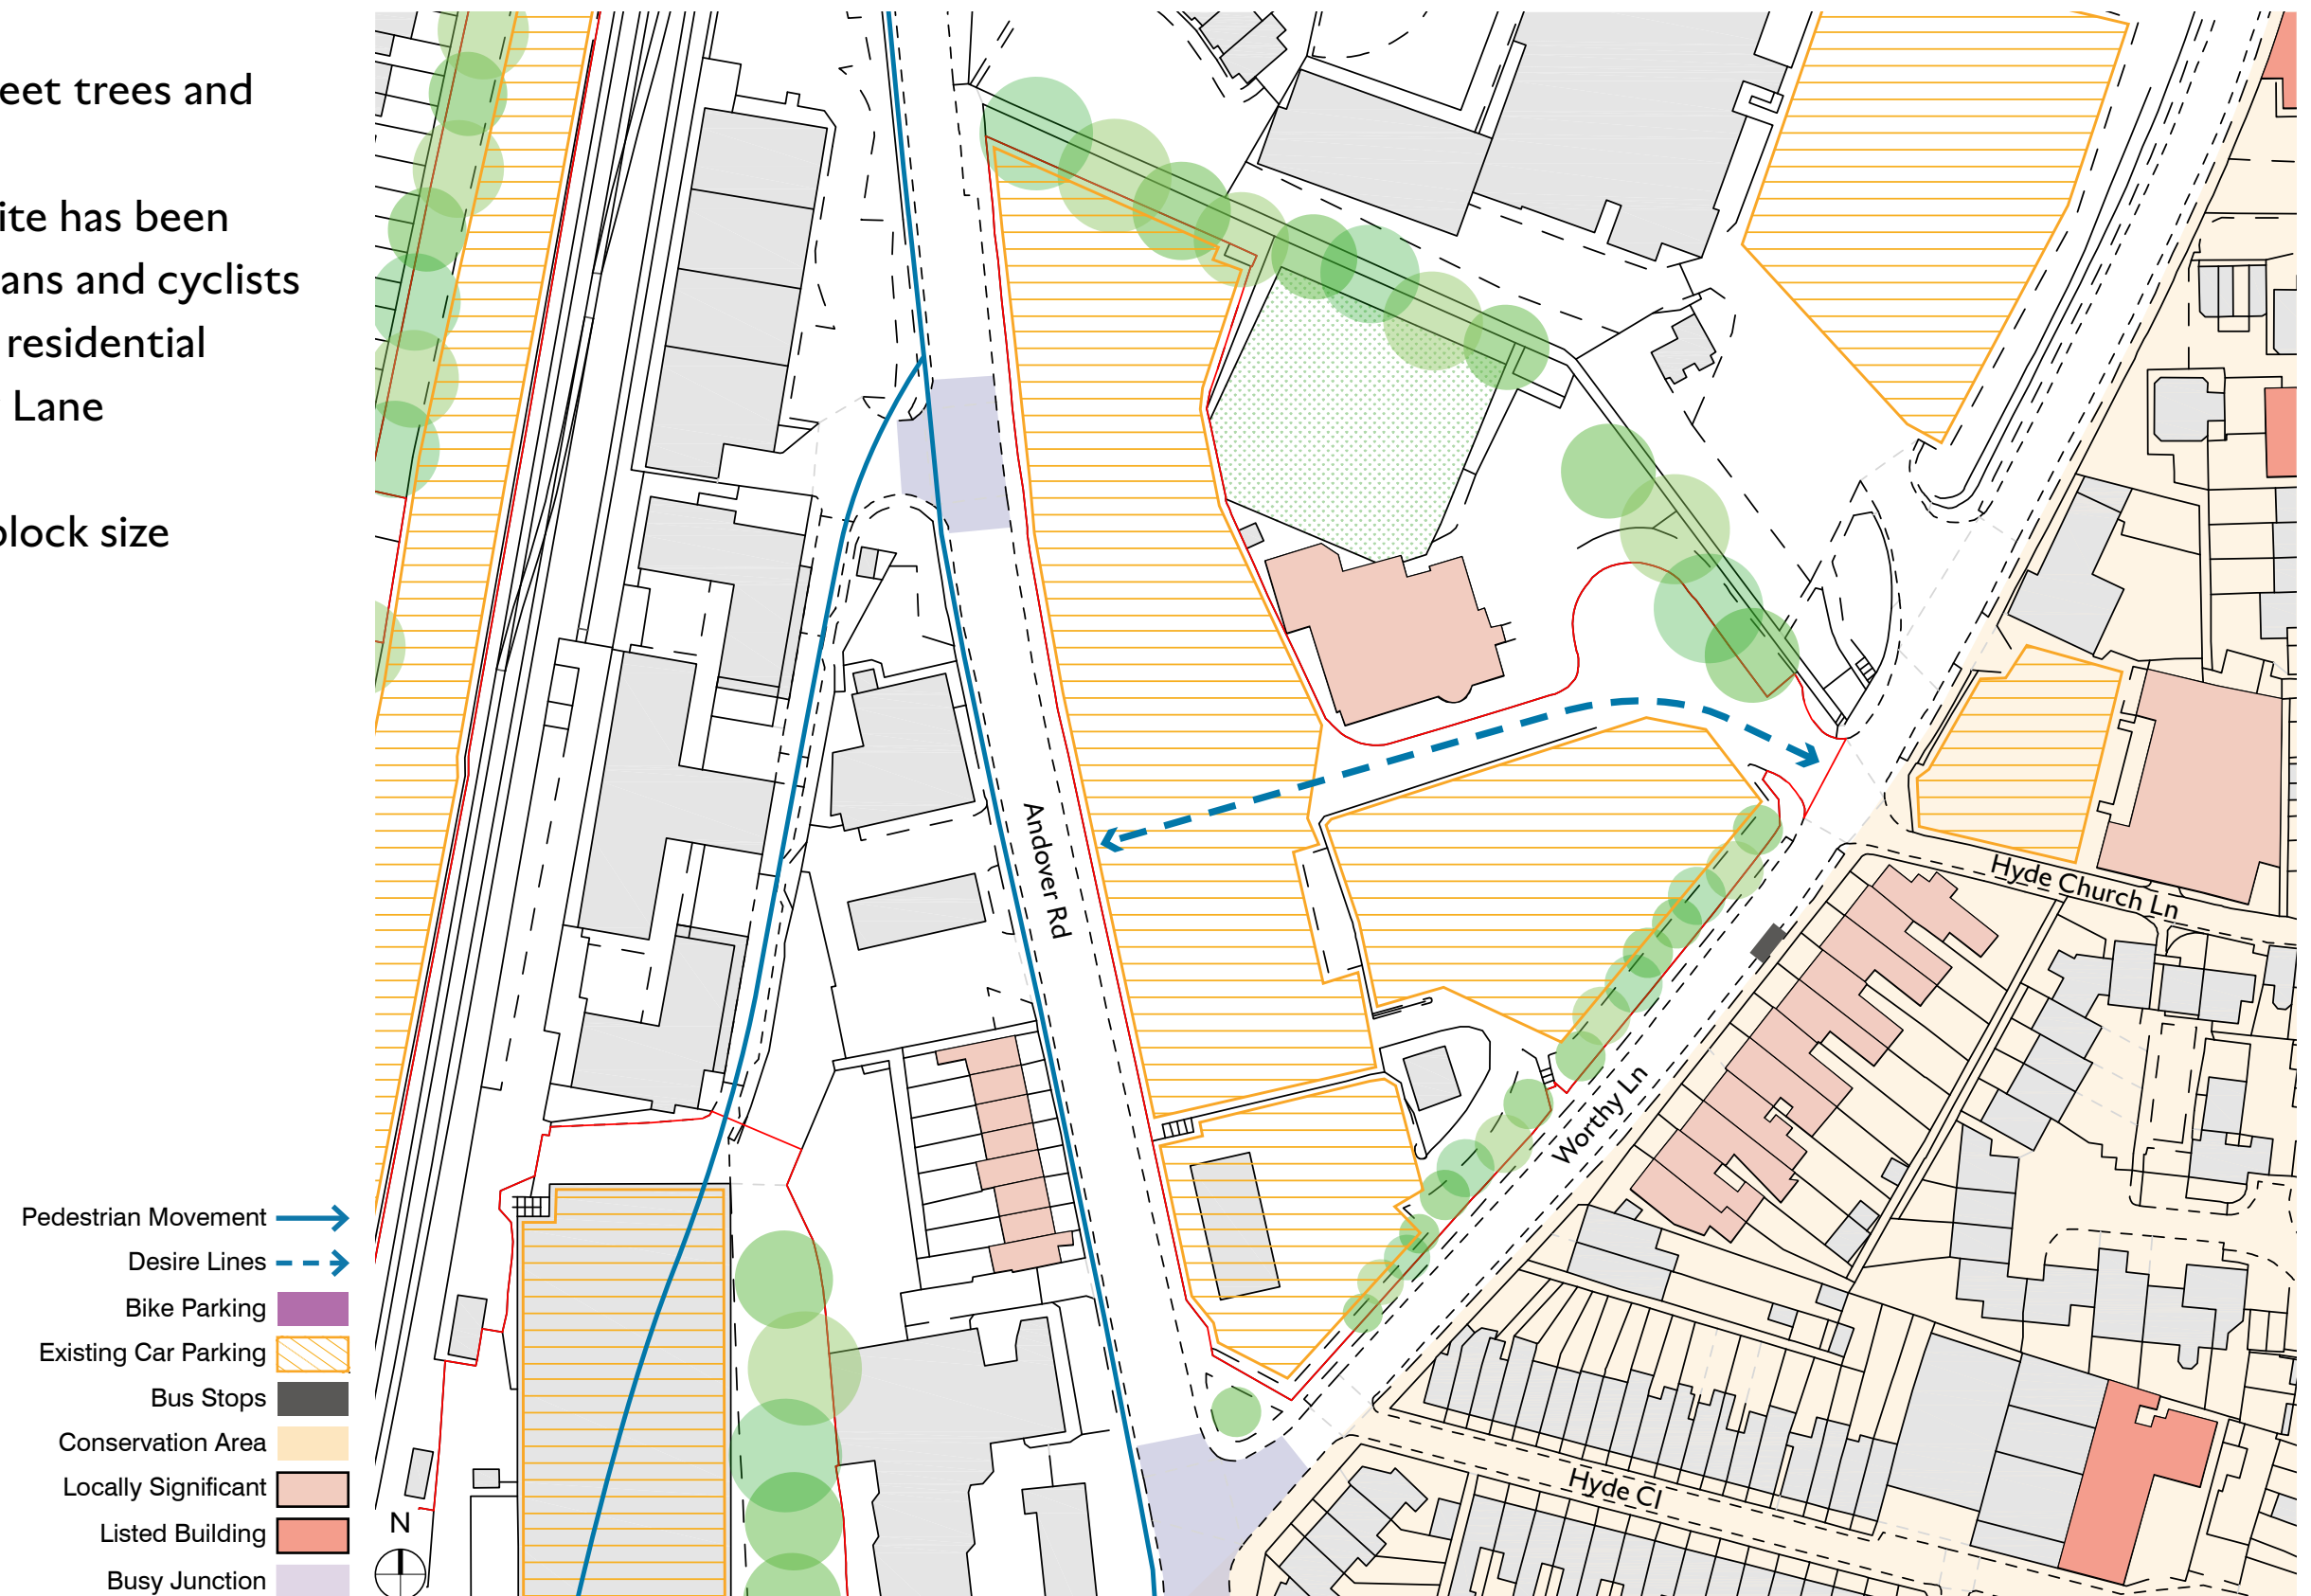 eet trees and
ite has been
ans and cyclists
residential
Lane
block size
Andover Rd
Hyde Church Ln
Worthy Ln
Hyde Cl
Pedestrian Movement
Desire Lines
Bike Parking
Existing Car Parking
Bus Stops
Conservation Area
Locally Significant
Listed Building
Busy Junction
N